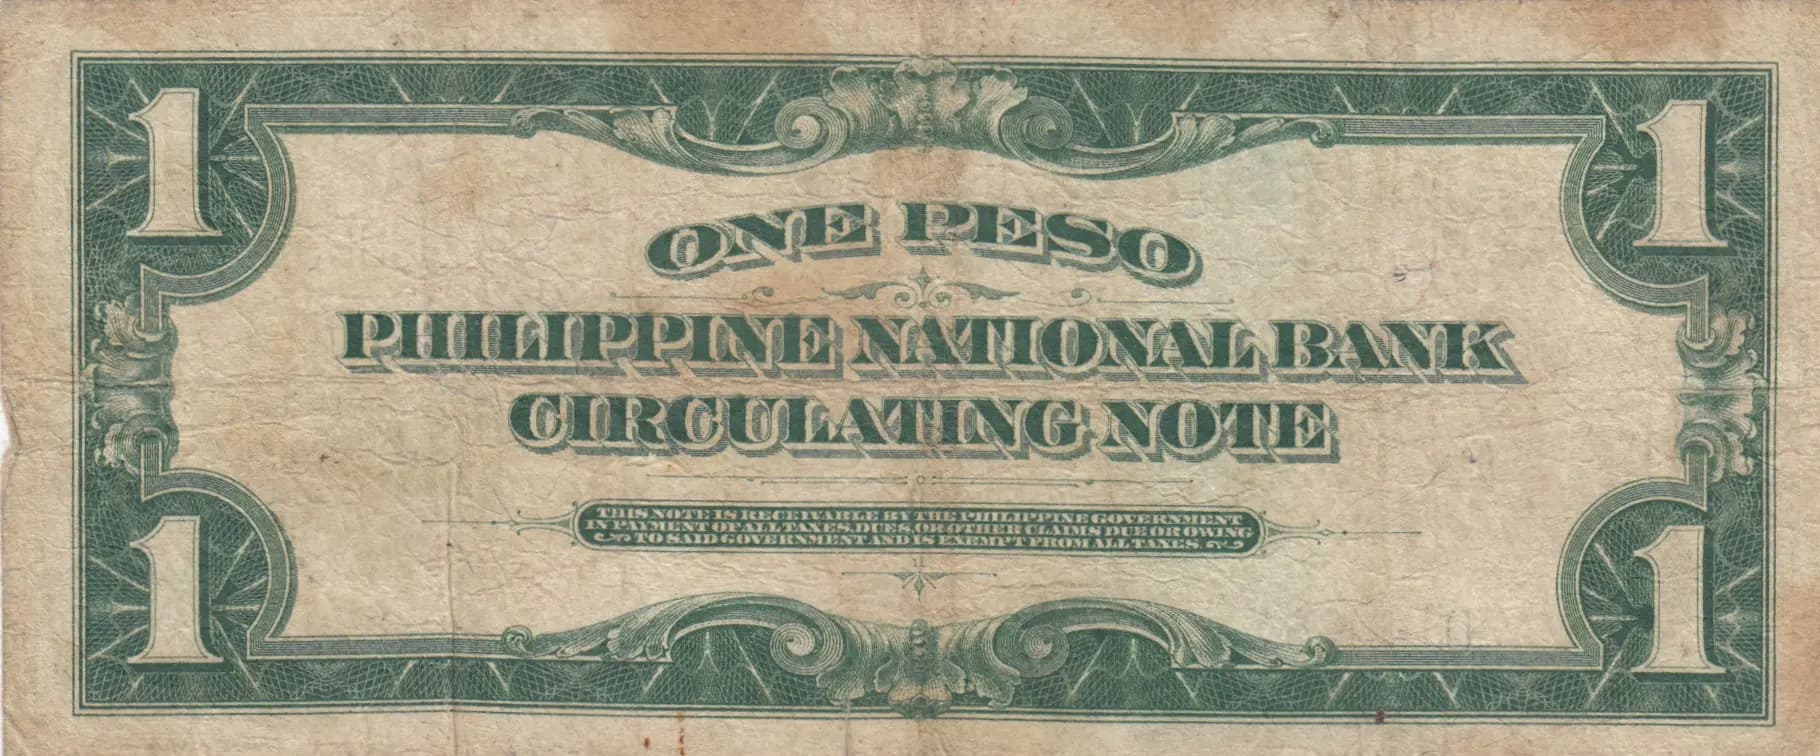 1 1
ONE PESO
PHILIPPINE NATIONAL BANK
CIRCULATING NOTE
THIS NOTE IS RECEIVABLE BY THE PHILIPPINE GOVERNMENT
IN PAYMENT OF ALL TAXES, DUES, OR OTHER CLAIMS DUE OR OWING
TO SAID GOVERNMENT AND IS EXEMPT FROM ALL TAXES.
11
1 1